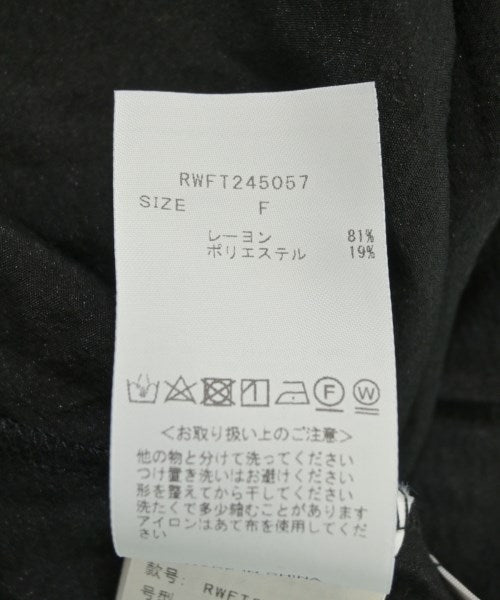 RWFT245057
SIZE F
レーヨン 81%
ポリエステル 19%
F W
<お取り扱い上のご注意>
他の物と分けて洗ってください
つけ置き洗いはお避けください
形を整えてから干してください
洗たくで多少縮むことがあります
アイロンはあて布を使用してくだ
さい
款号:
号型